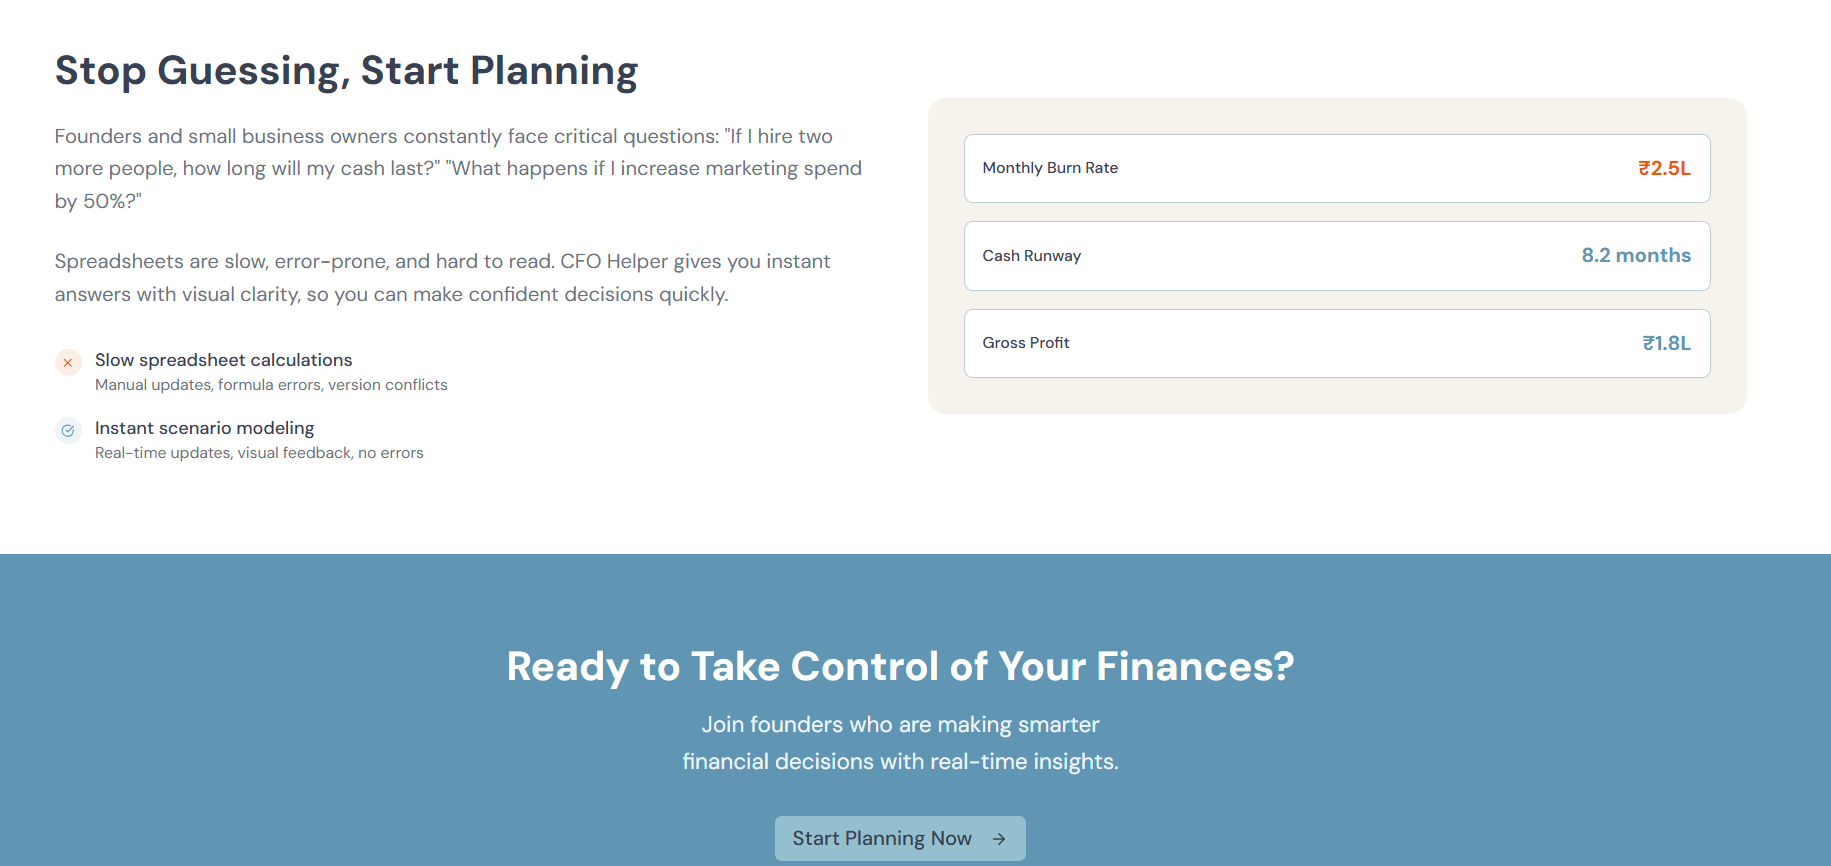 Stop Guessing, Start Planning
Founders and small business owners constantly face critical questions: "If I hire two
more people, how long will my cash last?" "What happens if I increase marketing spend
by 50%?"
Spreadsheets are slow, error-prone, and hard to read. CFO Helper gives you instant
answers with visual clarity, so you can make confident decisions quickly.
Slow spreadsheet calculations
Manual updates, formula errors, version conflicts
Instant scenario modeling
Real-time updates, visual feedback, no errors
Monthly Burn Rate ₹2.5L
Cash Runway 8.2 months
Gross Profit ₹1.8L
Ready to Take Control of Your Finances?
Join founders who are making smarter
financial decisions with real-time insights.
Start Planning Now →